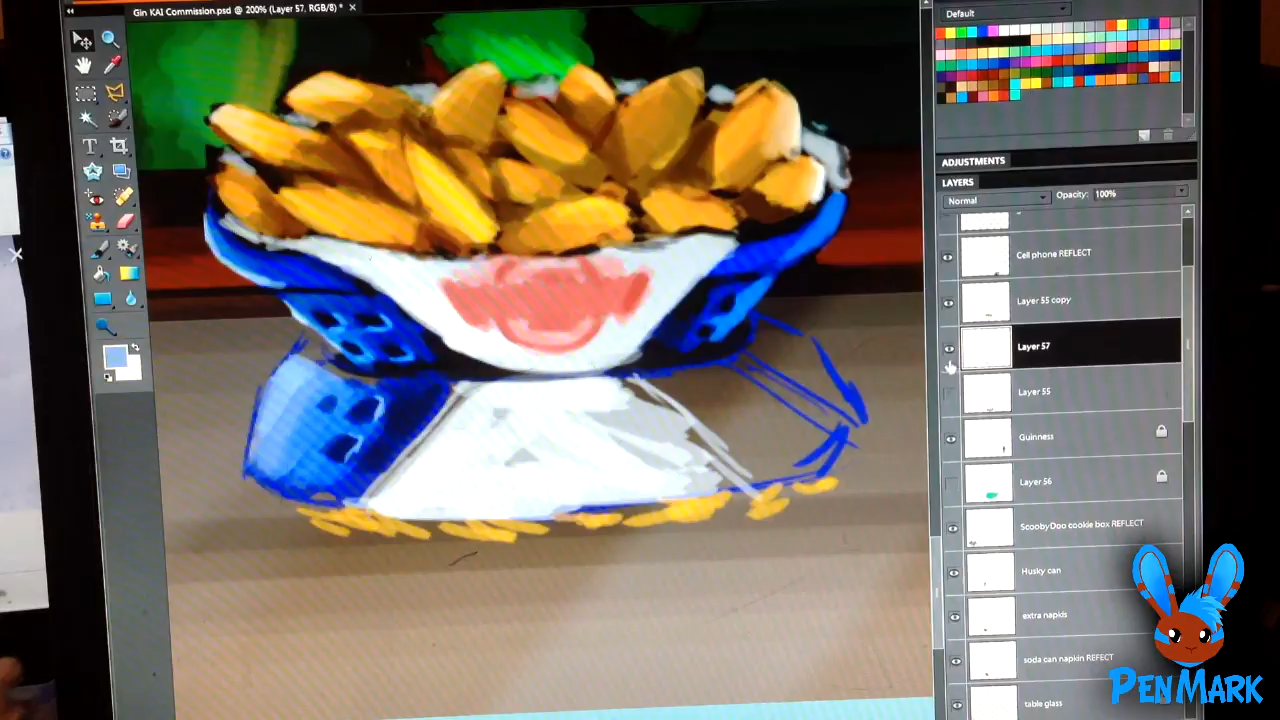 Gin KAI Commission.psd @ 200% (Layer 57, RGB/8) *
Default
ADJUSTMENTS
LAYERS
Normal
Opacity: 100%
Cell phone REFLECT
Layer 55 copy
Layer 57
Layer 55
Guinness
Layer 56
ScoobyDoo cookie box REFLECT
Husky can
extra napkis
soda can napkin REFECT
table glass
PENMARK